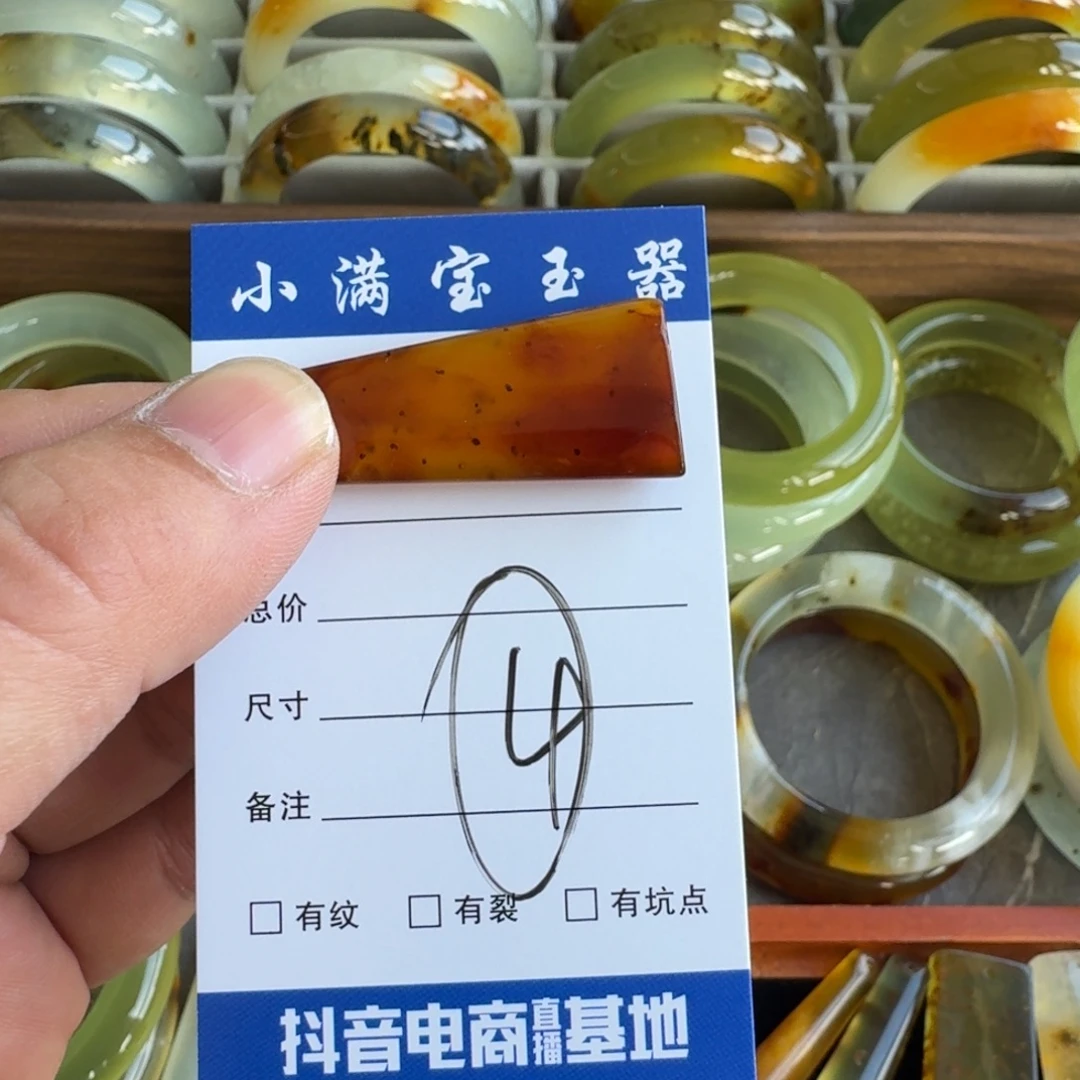 小满宝玉器
总价
尺寸
备注
4
□有纹 □有裂 □有坑点
抖音电商直播基地